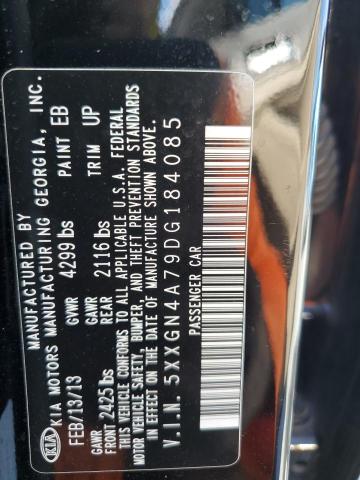 MANUFACTURED BY
KIA KIA MOTORS MANUFACTURING GEORGIA, INC.
FEB/13/13 GVWR 4299 lbs PAINT EB
GAWR FRONT 2425 lbs GAWR REAR 2116 lbs TRIM UP
THIS VEHICLE CONFORMS TO ALL APPLICABLE U.S.A. FEDERAL
MOTOR VEHICLE SAFETY, BUMPER, AND THEFT PREVENTION STANDARDS
IN EFFECT ON THE DATE OF MANUFACTURE SHOWN ABOVE.
V.I.N. 5XXGN4A79DG184085
PASSENGER CAR